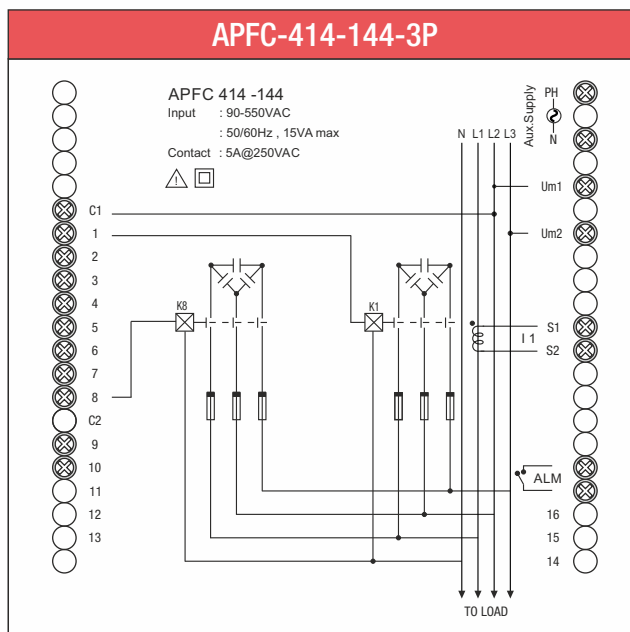 APFC-414-144-3P
APFC 414 -144
Input : 90-550VAC
: 50/60Hz , 15VA max
Contact : 5A@250VAC
N L1 L2 L3
Aux.Supply
PH
N
Um1
Um2
S1
I 1
S2
ALM
16
15
14
C1
1
2
3
4
5
6
7
8
C2
9
10
11
12
13
K8
K1
TO LOAD